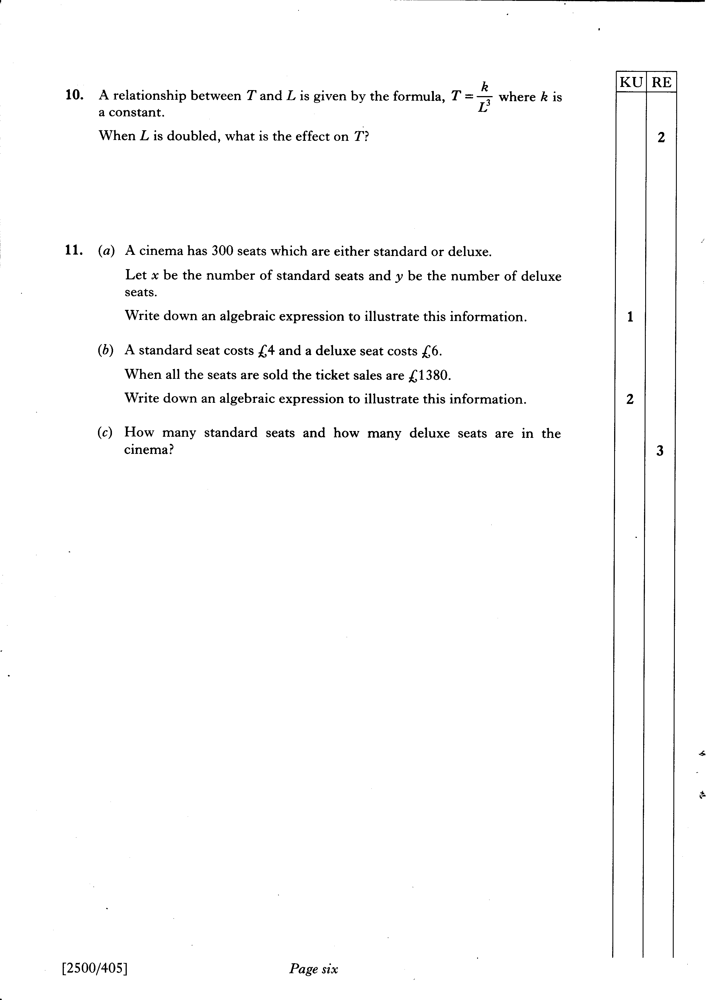 KU RE
10. A relationship between T and L is given by the formula, T = k/L³ where k is
a constant.
When L is doubled, what is the effect on T?
2
11. (a) A cinema has 300 seats which are either standard or deluxe.
Let x be the number of standard seats and y be the number of deluxe
seats.
Write down an algebraic expression to illustrate this information.
1
(b) A standard seat costs £4 and a deluxe seat costs £6.
When all the seats are sold the ticket sales are £1380.
Write down an algebraic expression to illustrate this information.
2
(c) How many standard seats and how many deluxe seats are in the
cinema?
3
[2500/405]
Page six